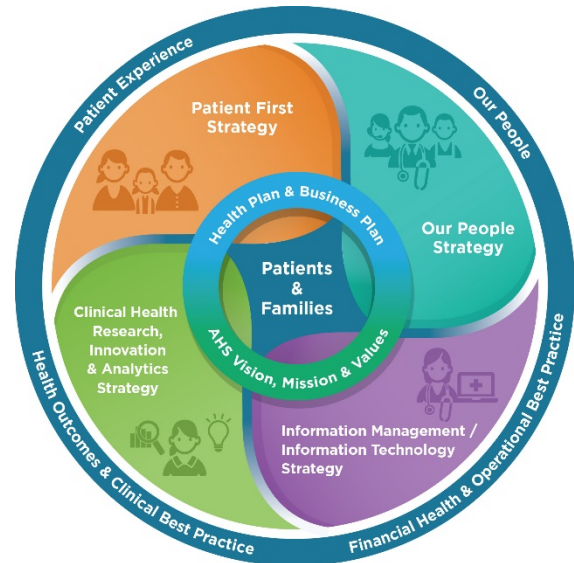 Patient Experience
Our People
Patient First
Strategy
Our People
Strategy
Health Plan & Business Plan
Patients
&
Families
AHS Vision, Mission & Values
Clinical Health
Research,
Innovation
& Analytics
Strategy
Information Management /
Information Technology
Strategy
Health Outcomes & Clinical Best Practice
Financial Health & Operational Best Practice